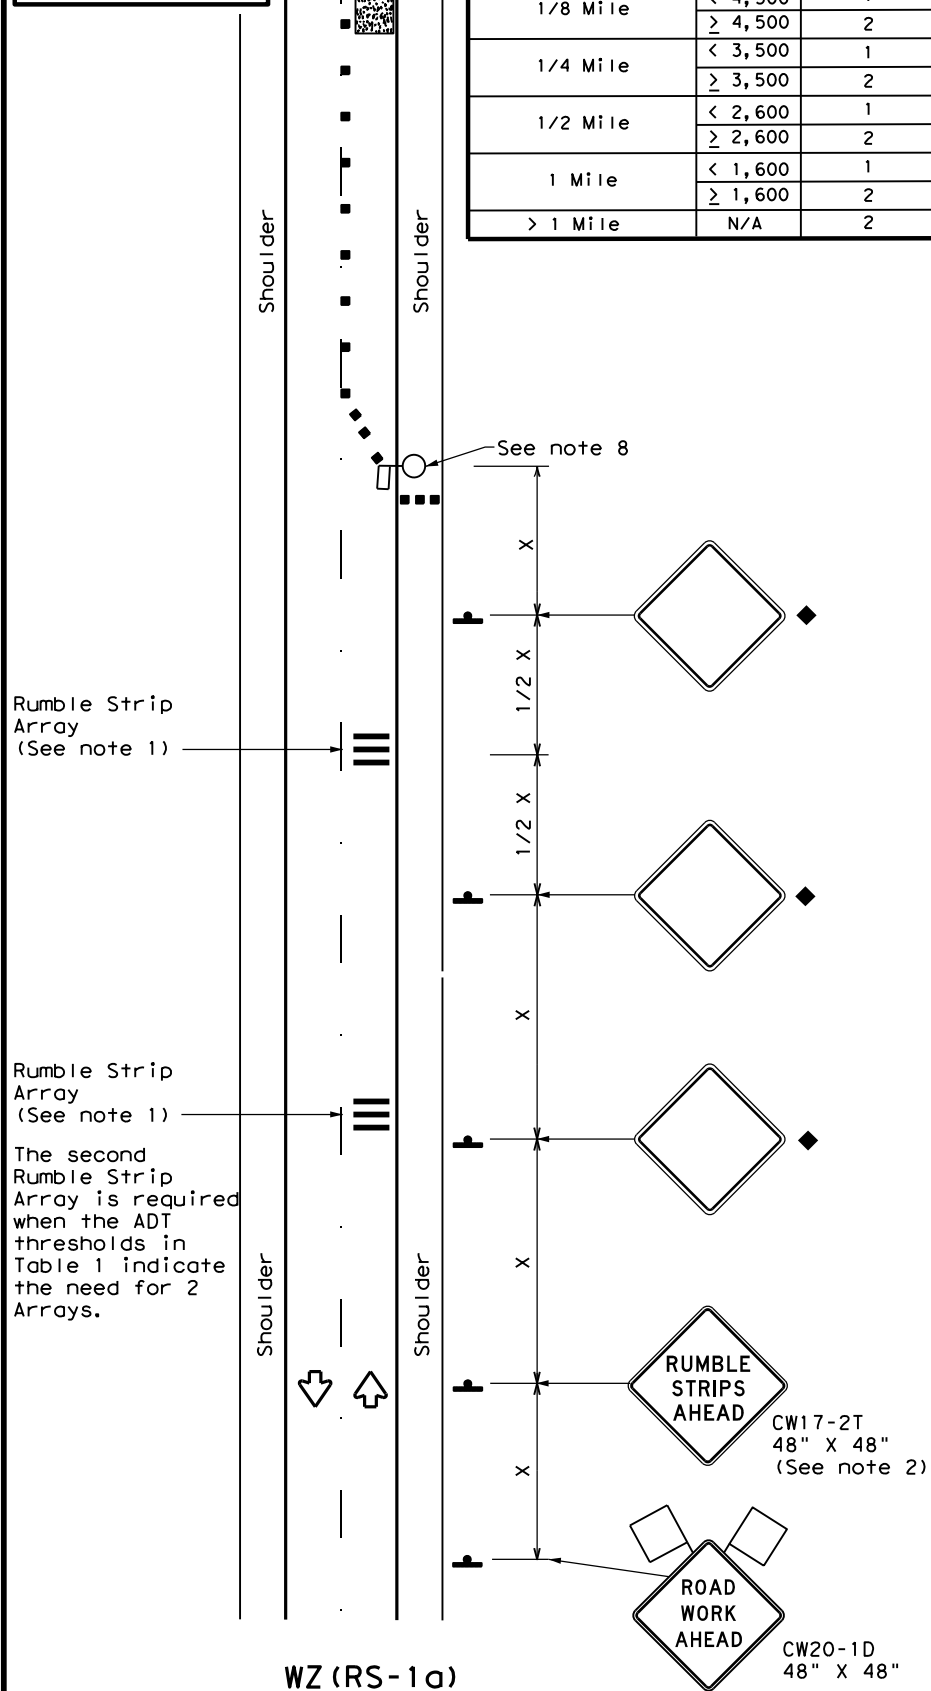 1/8 Mile
≥ 4,500 2
1/4 Mile
< 3,500 1
≥ 3,500 2
1/2 Mile
< 2,600 1
≥ 2,600 2
1 Mile
< 1,600 1
≥ 1,600 2
> 1 Mile N/A 2
Shoulder
Shoulder
See note 8
X
1/2 X
Rumble Strip
Array
(See note 1)
1/2 X
X
Rumble Strip
Array
(See note 1)
The second
Rumble Strip
Array is required
when the ADT
thresholds in
Table 1 indicate
the need for 2
Arrays.
Shoulder
Shoulder
X
RUMBLE
STRIPS
AHEAD
CW17-2T
48" X 48"
(See note 2)
X
ROAD
WORK
AHEAD
CW20-1D
48" X 48"
WZ(RS-1a)